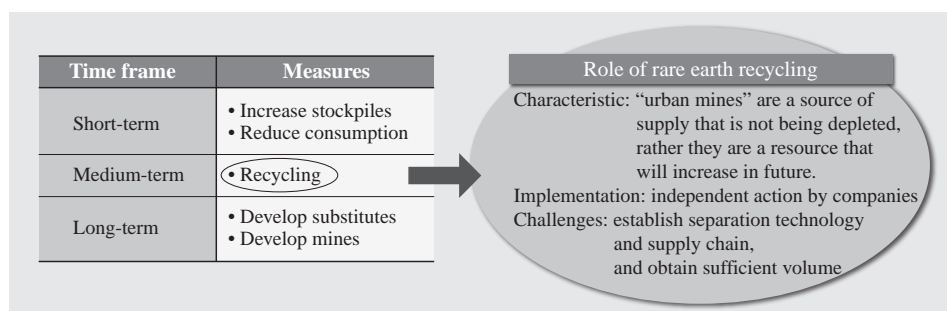 Time frame Measures
Short-term
• Increase stockpiles
• Reduce consumption
Medium-term
• Recycling
Long-term
• Develop substitutes
• Develop mines
Role of rare earth recycling
Characteristic: “urban mines” are a source of
supply that is not being depleted,
rather they are a resource that
will increase in future.
Implementation: independent action by companies
Challenges: establish separation technology
and supply chain,
and obtain sufficient volume